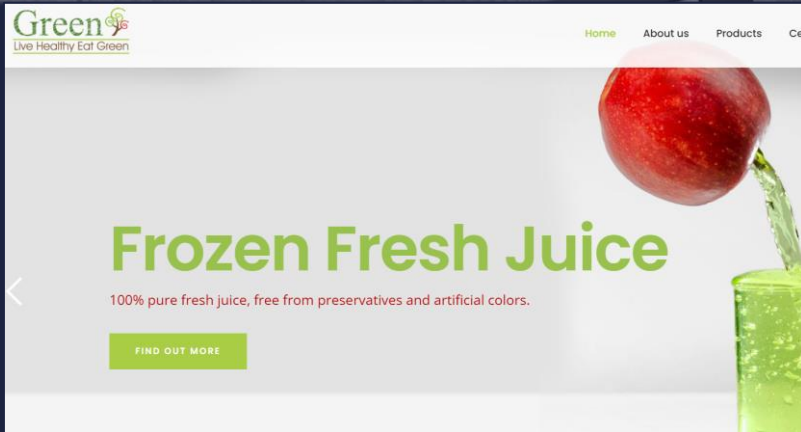 Green
Live Healthy Eat Green
Home About us Products
Frozen Fresh Juice
100% pure fresh juice, free from preservatives and artificial colors.
FIND OUT MORE